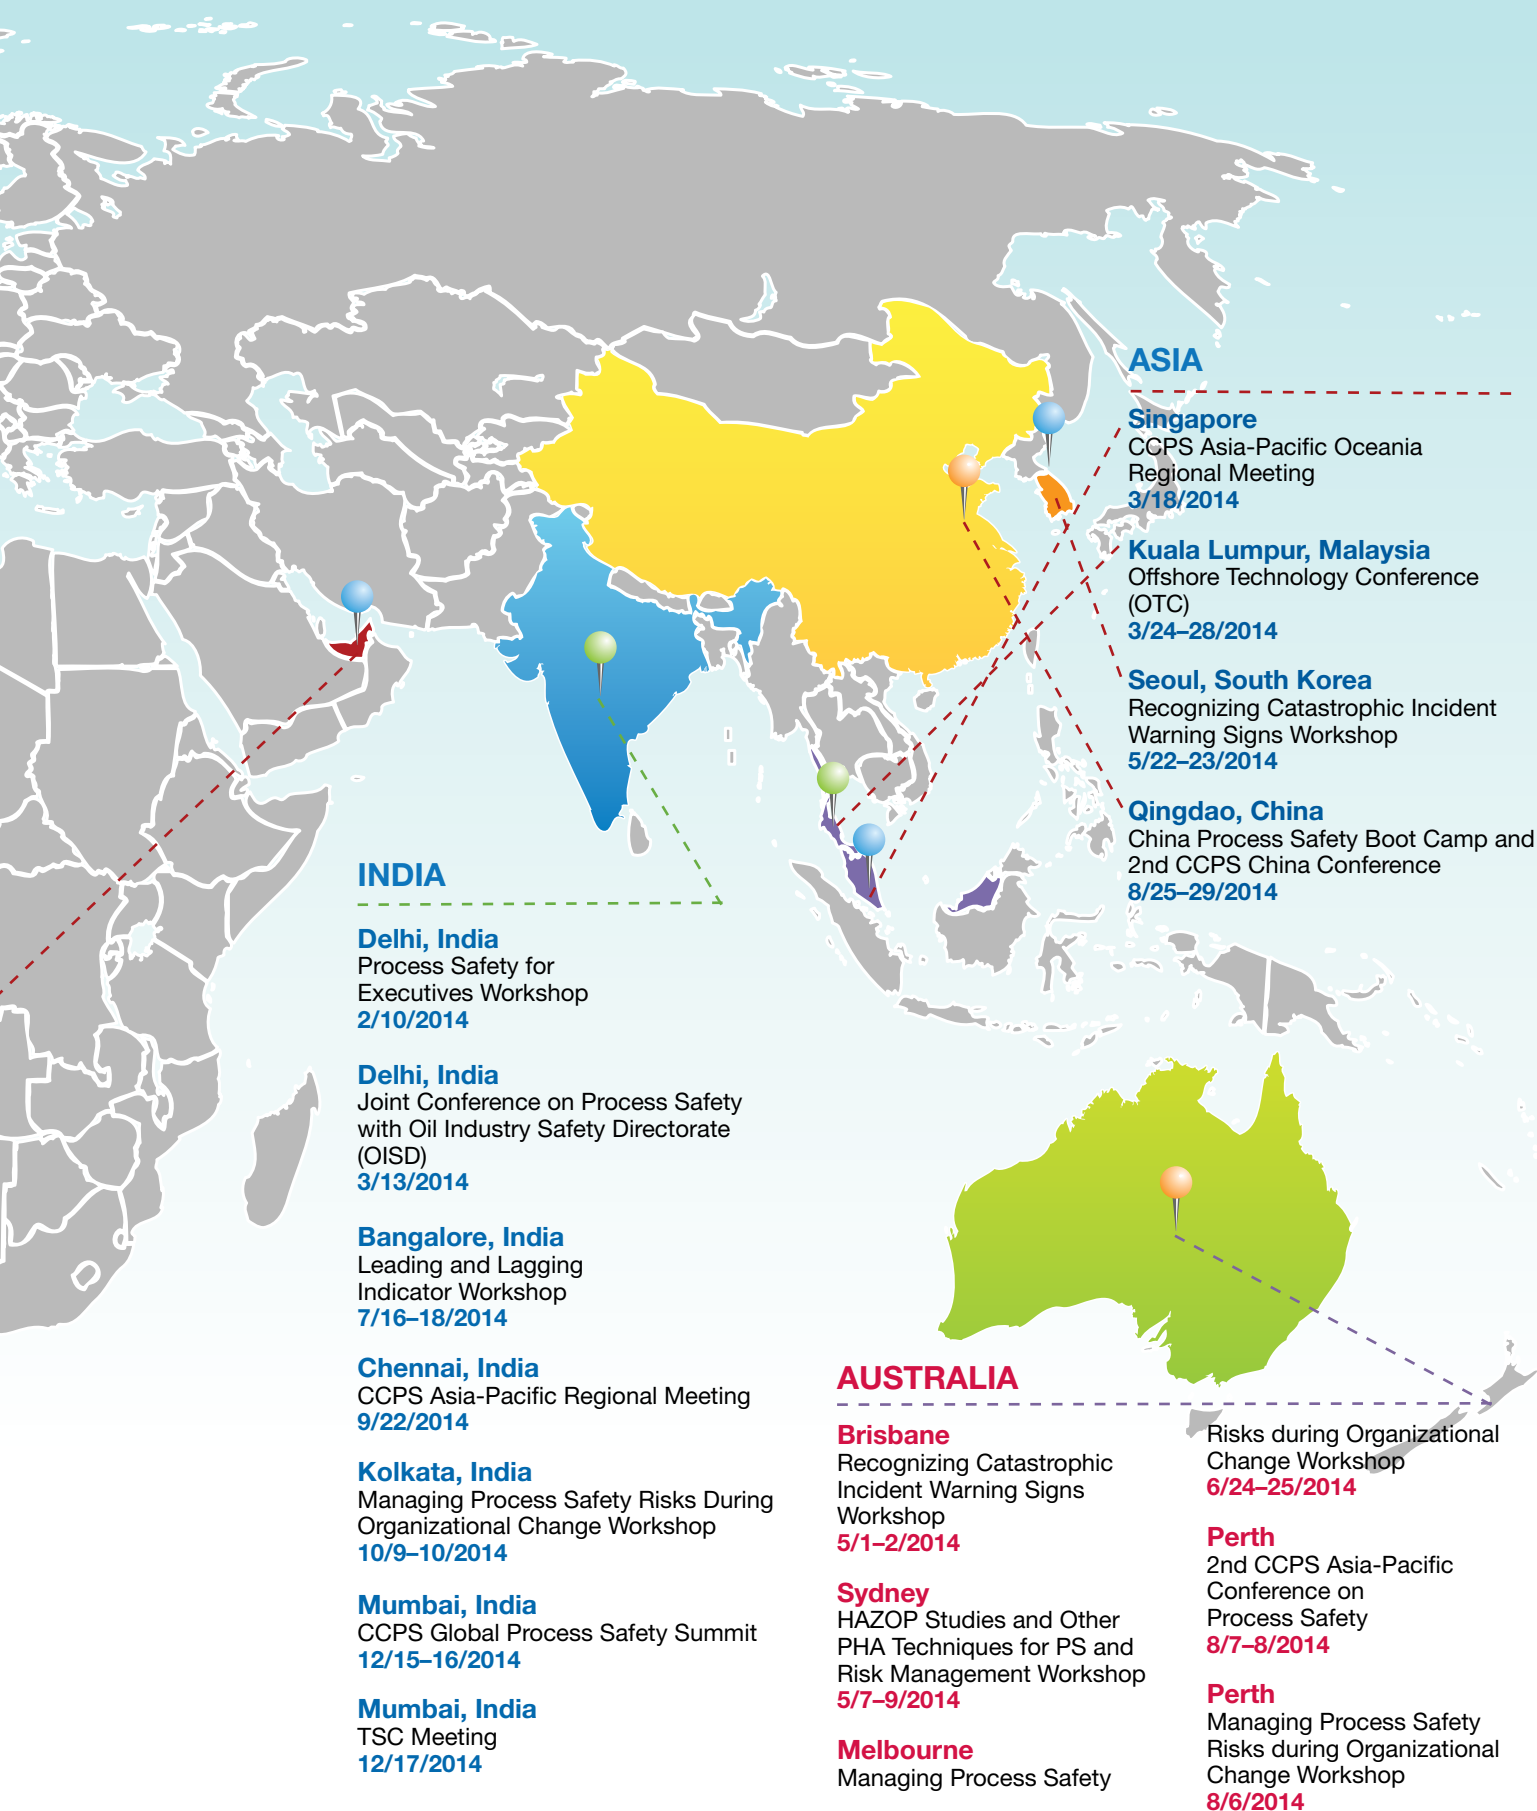 ASIA
Singapore
CCPS Asia-Pacific Oceania
Regional Meeting
3/18/2014
Kuala Lumpur, Malaysia
Offshore Technology Conference
(OTC)
3/24–28/2014
Seoul, South Korea
Recognizing Catastrophic Incident
Warning Signs Workshop
5/22–23/2014
Qingdao, China
China Process Safety Boot Camp and
2nd CCPS China Conference
8/25–29/2014
INDIA
Delhi, India
Process Safety for
Executives Workshop
2/10/2014
Delhi, India
Joint Conference on Process Safety
with Oil Industry Safety Directorate
(OISD)
3/13/2014
Bangalore, India
Leading and Lagging
Indicator Workshop
7/16–18/2014
Chennai, India
CCPS Asia-Pacific Regional Meeting
9/22/2014
Kolkata, India
Managing Process Safety Risks During
Organizational Change Workshop
10/9–10/2014
Mumbai, India
CCPS Global Process Safety Summit
12/15–16/2014
Mumbai, India
TSC Meeting
12/17/2014
AUSTRALIA
Brisbane
Recognizing Catastrophic
Incident Warning Signs
Workshop
5/1–2/2014
Sydney
HAZOP Studies and Other
PHA Techniques for PS and
Risk Management Workshop
5/7–9/2014
Melbourne
Managing Process Safety
Risks during Organizational
Change Workshop
6/24–25/2014
Perth
2nd CCPS Asia-Pacific
Conference on
Process Safety
8/7–8/2014
Perth
Managing Process Safety
Risks during Organizational
Change Workshop
8/6/2014